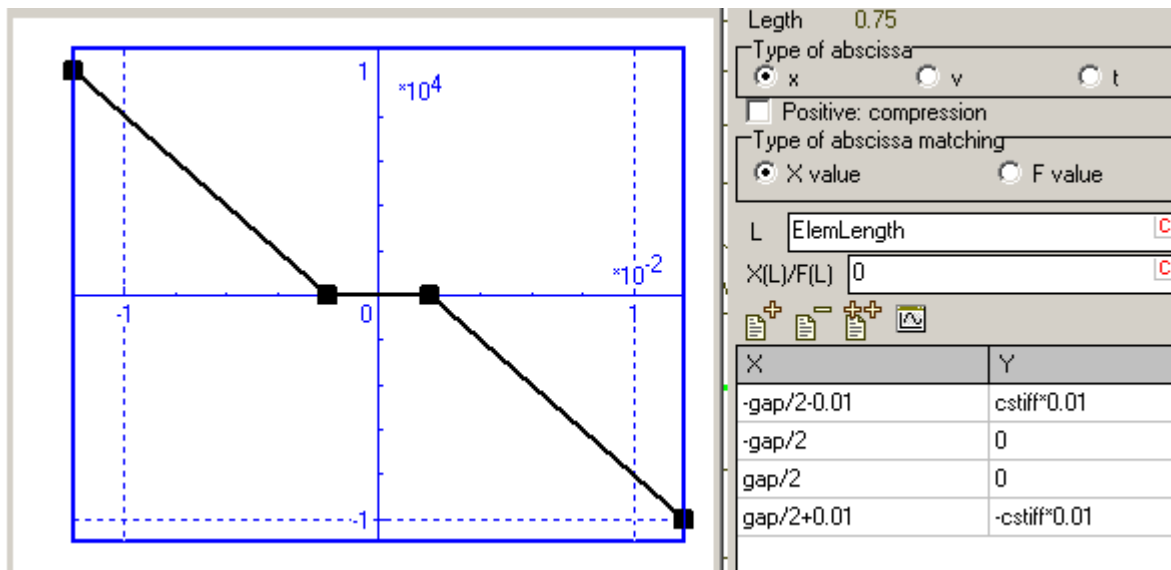 1
*10^4
*10^-2
-1
0
1
-1
Legth 0.75
Type of abscissa
x v t
Positive: compression
Type of abscissa matching
X value F value
L ElemLength C
X(L)/F(L) 0 C
X Y
-gap/2-0.01 cstiff*0.01
-gap/2 0
gap/2 0
gap/2+0.01 -cstiff*0.01